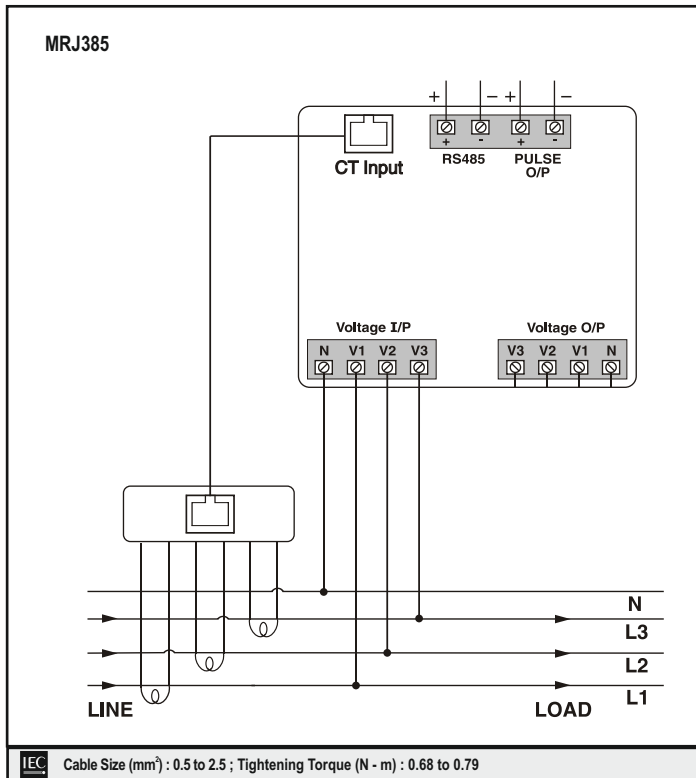 MRJ385
+ – + –
+ - + -
RS485 PULSE
O/P
CT Input
Voltage I/P
N V1 V2 V3
Voltage O/P
V3 V2 V1 N
N
L3
L2
L1
LINE
LOAD
IEC Cable Size (mm²) : 0.5 to 2.5 ; Tightening Torque (N - m) : 0.68 to 0.79